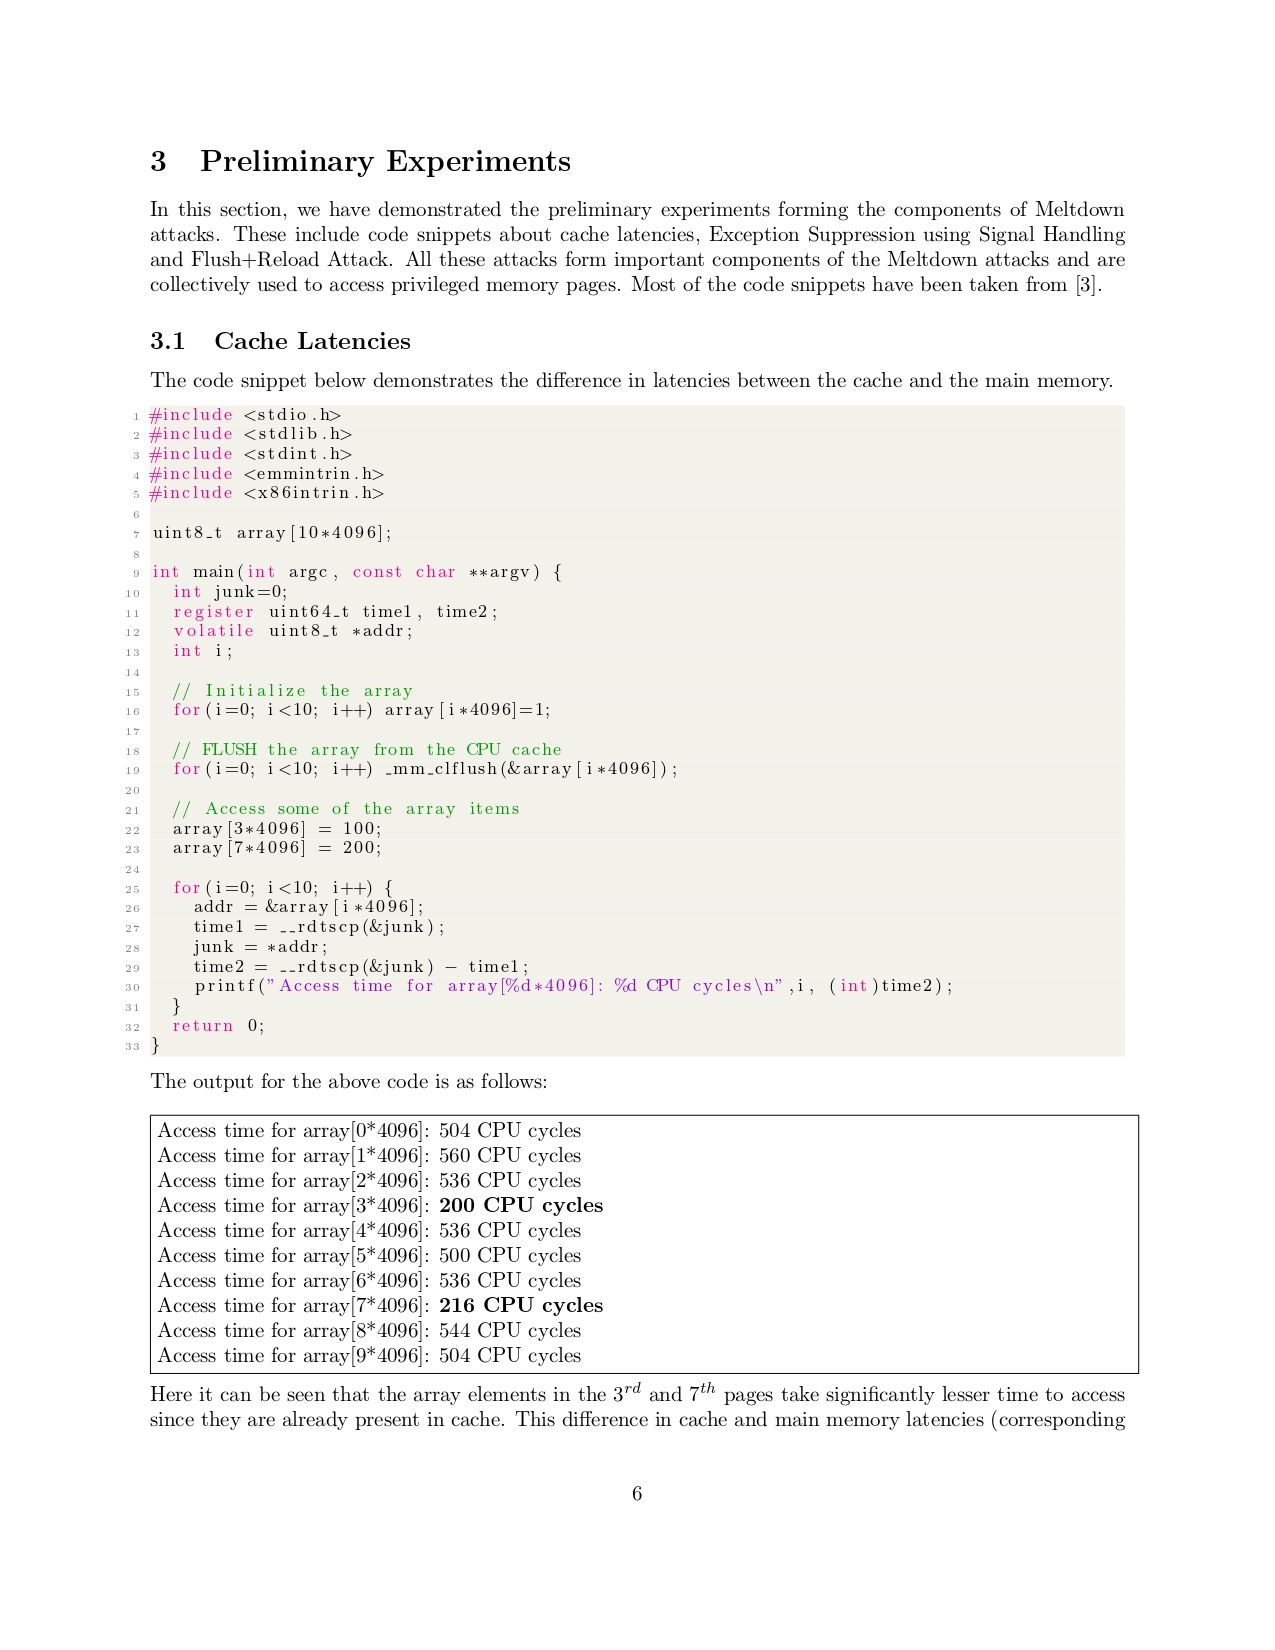 3 Preliminary Experiments
In this section, we have demonstrated the preliminary experiments forming the components of Meltdown
attacks. These include code snippets about cache latencies, Exception Suppression using Signal Handling
and Flush+Reload Attack. All these attacks form important components of the Meltdown attacks and are
collectively used to access privileged memory pages. Most of the code snippets have been taken from [3].
3.1 Cache Latencies
The code snippet below demonstrates the difference in latencies between the cache and the main memory.
1 #include <stdio.h>
2 #include <stdlib.h>
3 #include <stdint.h>
4 #include <emmintrin.h>
5 #include <x86intrin.h>
6
7 uint8_t array[10*4096];
8
9 int main(int argc, const char **argv) {
10 int junk=0;
11 register uint64_t time1, time2;
12 volatile uint8_t *addr;
13 int i;
14
15 // Initialize the array
16 for(i=0; i<10; i++) array[i*4096]=1;
17
18 // FLUSH the array from the CPU cache
19 for(i=0; i<10; i++) _mm_clflush(&array[i*4096]);
20
21 // Access some of the array items
22 array[3*4096] = 100;
23 array[7*4096] = 200;
24
25 for(i=0; i<10; i++) {
26 addr = &array[i*4096];
27 time1 = __rdtscp(&junk);
28 junk = *addr;
29 time2 = __rdtscp(&junk) - time1;
30 printf("Access time for array[%d*4096]: %d CPU cycles\n",i, (int)time2);
31 }
32 return 0;
33 }
The output for the above code is as follows:
Access time for array[0*4096]: 504 CPU cycles
Access time for array[1*4096]: 560 CPU cycles
Access time for array[2*4096]: 536 CPU cycles
Access time for array[3*4096]: 200 CPU cycles
Access time for array[4*4096]: 536 CPU cycles
Access time for array[5*4096]: 500 CPU cycles
Access time for array[6*4096]: 536 CPU cycles
Access time for array[7*4096]: 216 CPU cycles
Access time for array[8*4096]: 544 CPU cycles
Access time for array[9*4096]: 504 CPU cycles
Here it can be seen that the array elements in the 3rd and 7th pages take significantly lesser time to access
since they are already present in cache. This difference in cache and main memory latencies (corresponding
6